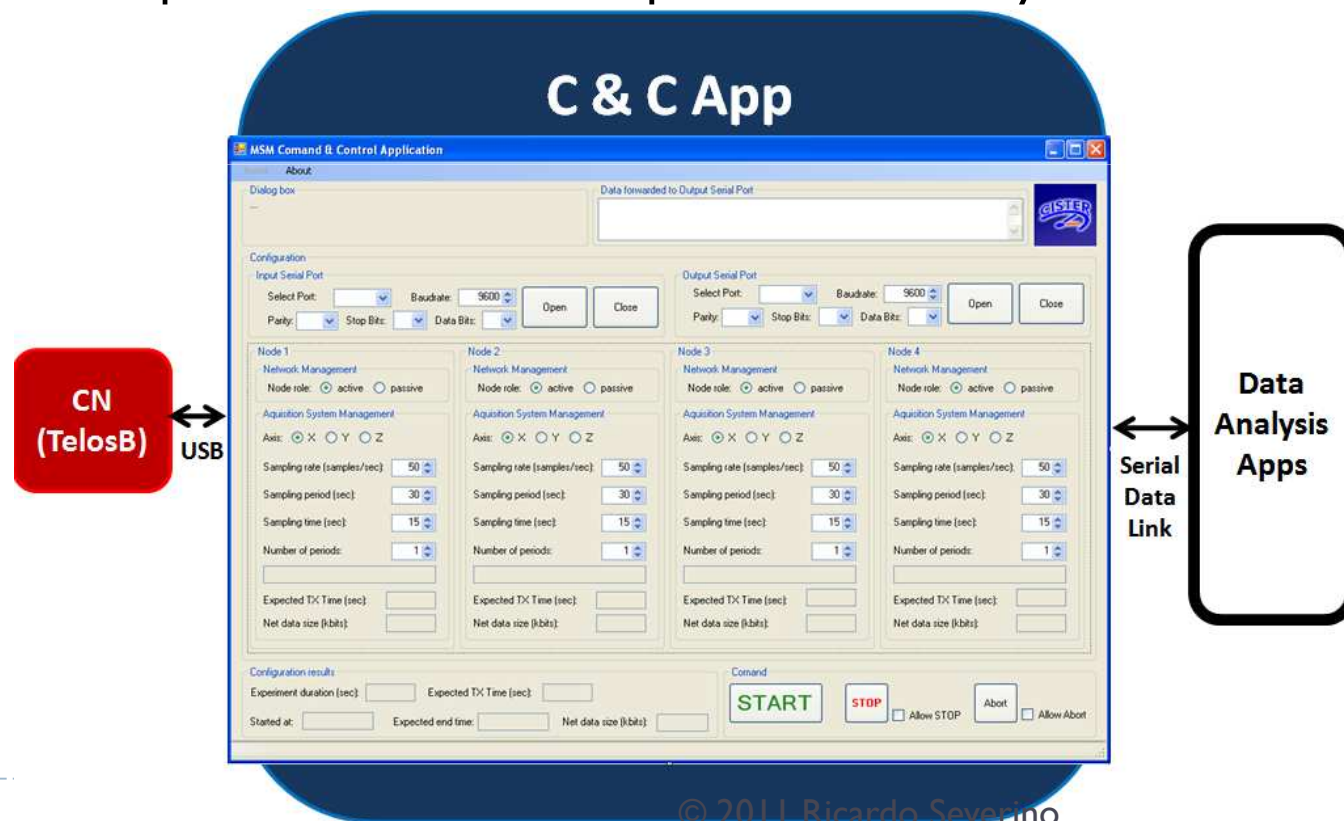 C & C App
MSM Comand & Control Application
About
Dialog box
Data forwarded to Output Serial Port
CISTER
Configuration
Input Serial Port
Select Port: Baudrate: 9600 Open Close
Parity: Stop Bits: Data Bits:
Output Serial Port
Select Port: Baudrate: 9600 Open Close
Parity: Stop Bits: Data Bits:
Node 1
Network Management
Node role: active passive
Aquisition System Management
Axis: X Y Z
Sampling rate (samples/sec): 50
Sampling period (sec): 30
Sampling time (sec): 15
Number of periods: 1
Expected TX Time (sec):
Net data size (kbits):
Node 2
Network Management
Node role: active passive
Aquisition System Management
Axis: X Y Z
Sampling rate (samples/sec): 50
Sampling period (sec): 30
Sampling time (sec): 15
Number of periods: 1
Expected TX Time (sec):
Net data size (kbits):
Node 3
Network Management
Node role: active passive
Aquisition System Management
Axis: X Y Z
Sampling rate (samples/sec): 50
Sampling period (sec): 30
Sampling time (sec): 15
Number of periods: 1
Expected TX Time (sec):
Net data size (kbits):
Node 4
Network Management
Node role: active passive
Aquisition System Management
Axis: X Y Z
Sampling rate (samples/sec): 50
Sampling period (sec): 30
Sampling time (sec): 15
Number of periods: 1
Expected TX Time (sec):
Net data size (kbits):
Configuration results
Experiment duration (sec): Expected TX Time (sec):
Started at: Expected end time: Net data size (kbits):
Comand
START STOP Allow STOP Abort Allow Abort
CN
(TelosB)
USB
Serial
Data
Link
Data
Analysis
Apps
© 2011 Ricardo Severino